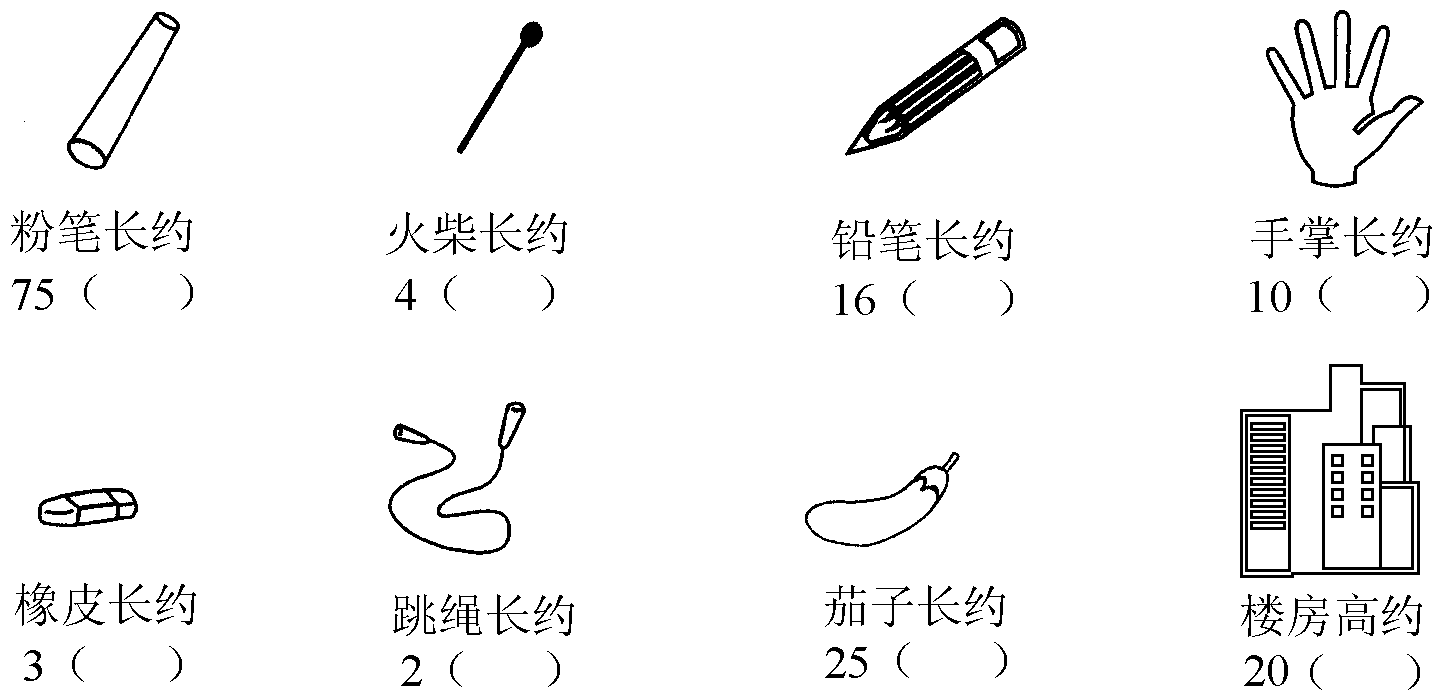 粉笔长约 火柴长约 铅笔长约 手掌长约
75（ ） 4（ ） 16（ ） 10（ ）
橡皮长约 跳绳长约 茄子长约 楼房高约
3（ ） 2（ ） 25（ ） 20（ ）